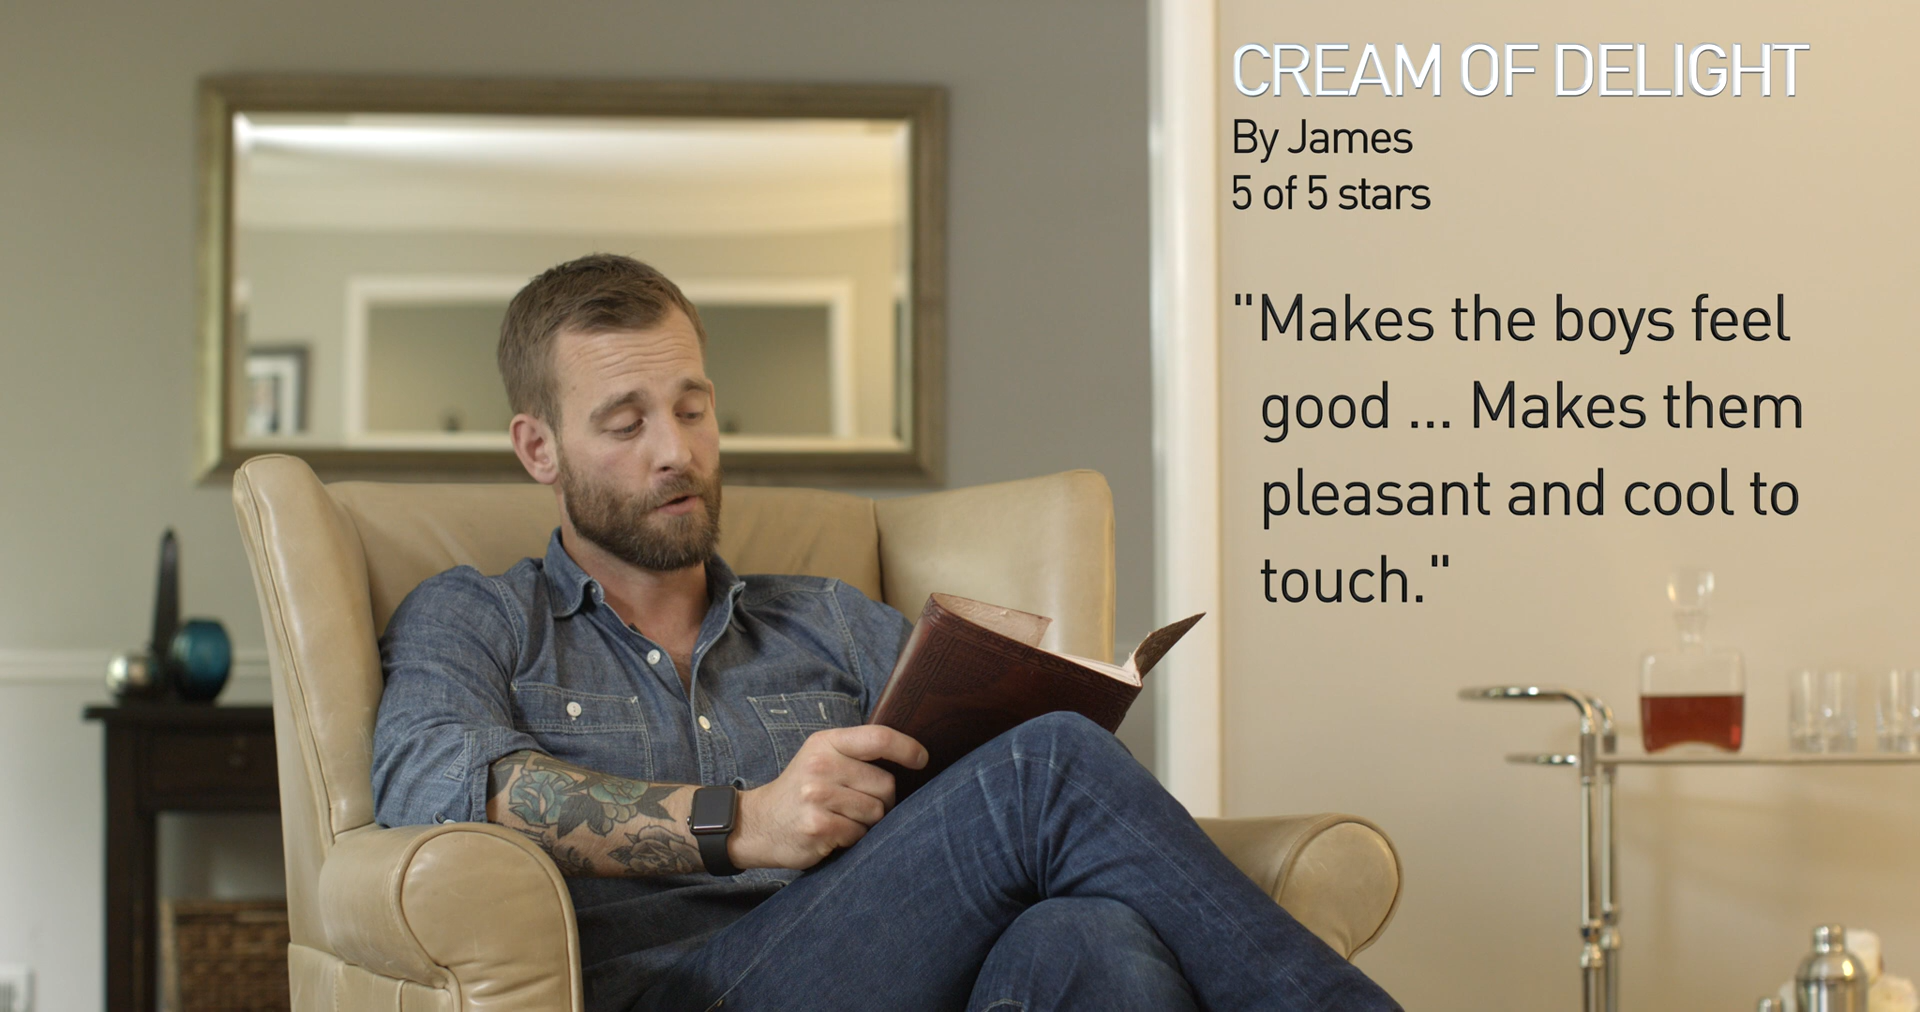 CREAM OF DELIGHT
By James
5 of 5 stars
"Makes the boys feel
good ... Makes them
pleasant and cool to
touch."